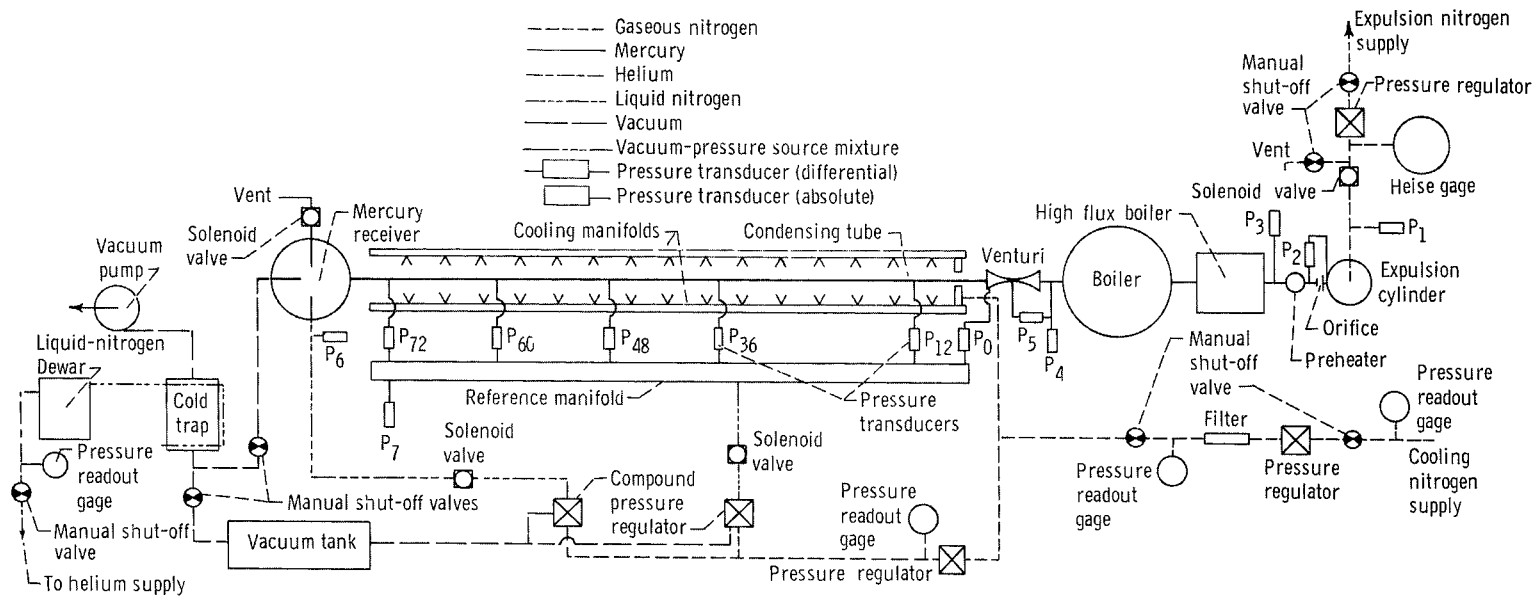 Gaseous nitrogen
Mercury
Helium
Liquid nitrogen
Vacuum
Vacuum-pressure source mixture
Pressure transducer (differential)
Pressure transducer (absolute)
Expulsion nitrogen
supply
Manual
shut-off
valve
Pressure regulator
Vent
Solenoid valve
Heise gage
P1
P3
P2
High flux boiler
Expulsion
cylinder
Orifice
Preheater
Boiler
Venturi
Condensing tube
Cooling manifolds
Mercury
receiver
Vent
Solenoid
valve
Vacuum
pump
Liquid-nitrogen
Dewar
Cold
trap
Pressure
readout
gage
Manual shut-off
valve
To helium supply
Manual shut-off valves
Vacuum tank
P6
P72
P60
P48
P36
P12
P0
P5
P4
Reference manifold
P7
Pressure
transducers
Solenoid
valve
Solenoid
valve
Compound
pressure
regulator
Pressure
readout
gage
Pressure regulator
Manual
shut-off
valve
Filter
Pressure
readout
gage
Pressure
regulator
Pressure
readout
gage
Cooling
nitrogen
supply